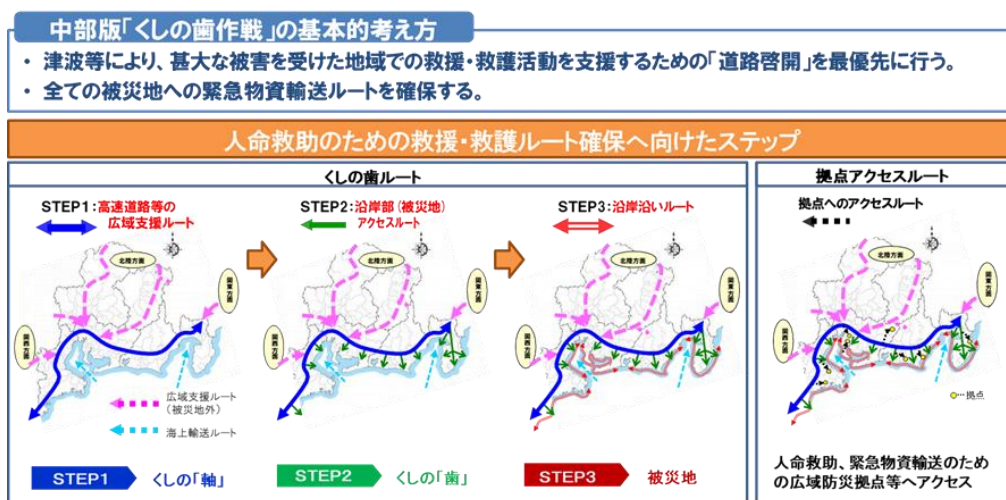 中部版「くしの歯作戦」の基本的考え方
・ 津波等により、甚大な被害を受けた地域での救援・救護活動を支援するための「道路啓開」を最優先に行う。
・ 全ての被災地への緊急物資輸送ルートを確保する。
人命救助のための救援・救護ルート確保へ向けたステップ
くしの歯ルート
STEP1:高速道路等の
広域支援ルート
北陸方面
関東方面
関西方面
広域支援ルート
(被災地外)
海上輸送ルート
STEP1 くしの「軸」
STEP2:沿岸部(被災地)
アクセスルート
北陸方面
関東方面
関西方面
STEP2 くしの「歯」
STEP3:沿岸沿いルート
北陸方面
関東方面
関西方面
STEP3 被災地
拠点アクセスルート
拠点へのアクセスルート
北陸方面
関東方面
関西方面
…拠点
人命救助、緊急物資輸送のため
の広域防災拠点等へアクセス